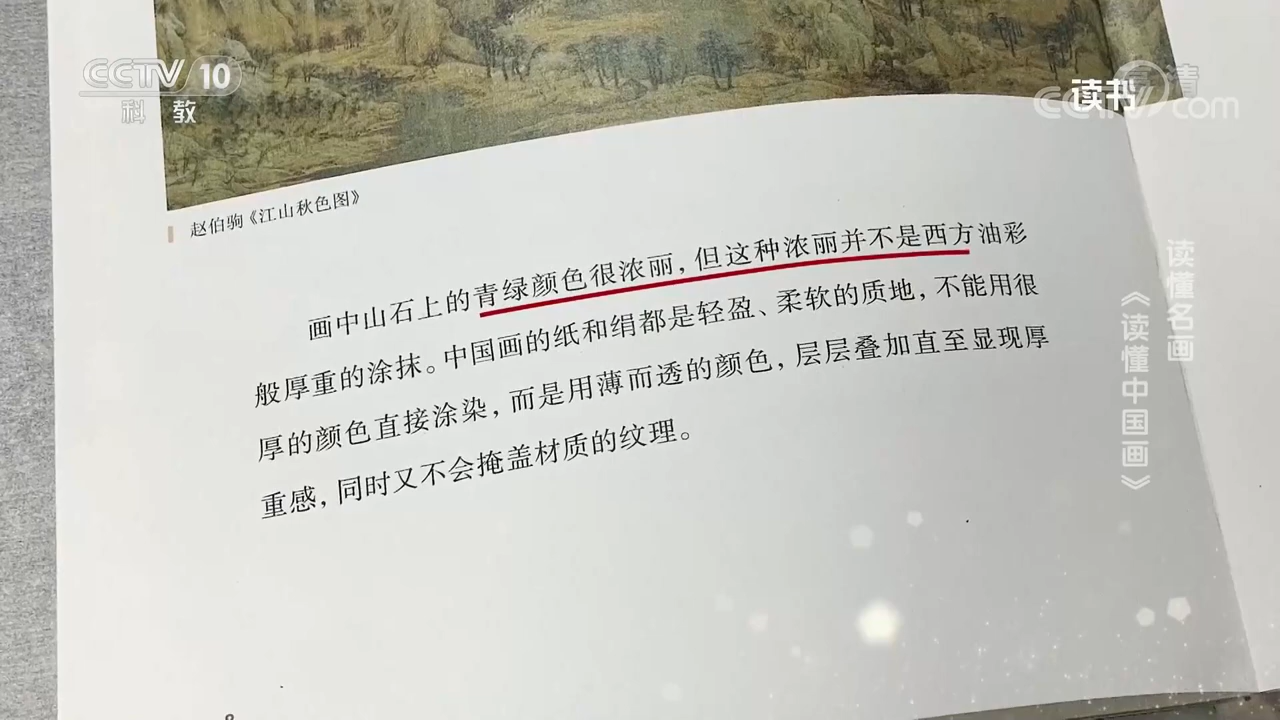 CCTV 10
科 教
读书
高清
com
赵伯驹《江山秋色图》
画中山石上的青绿颜色很浓丽，但这种浓丽并不是西方油彩
般厚重的涂抹。中国画的纸和绢都是轻盈、柔软的质地，不能用很
厚的颜色直接涂染，而是用薄而透的颜色，层层叠加直至显现厚
重感，同时又不会掩盖材质的纹理。
读懂名画
《读懂中国画》